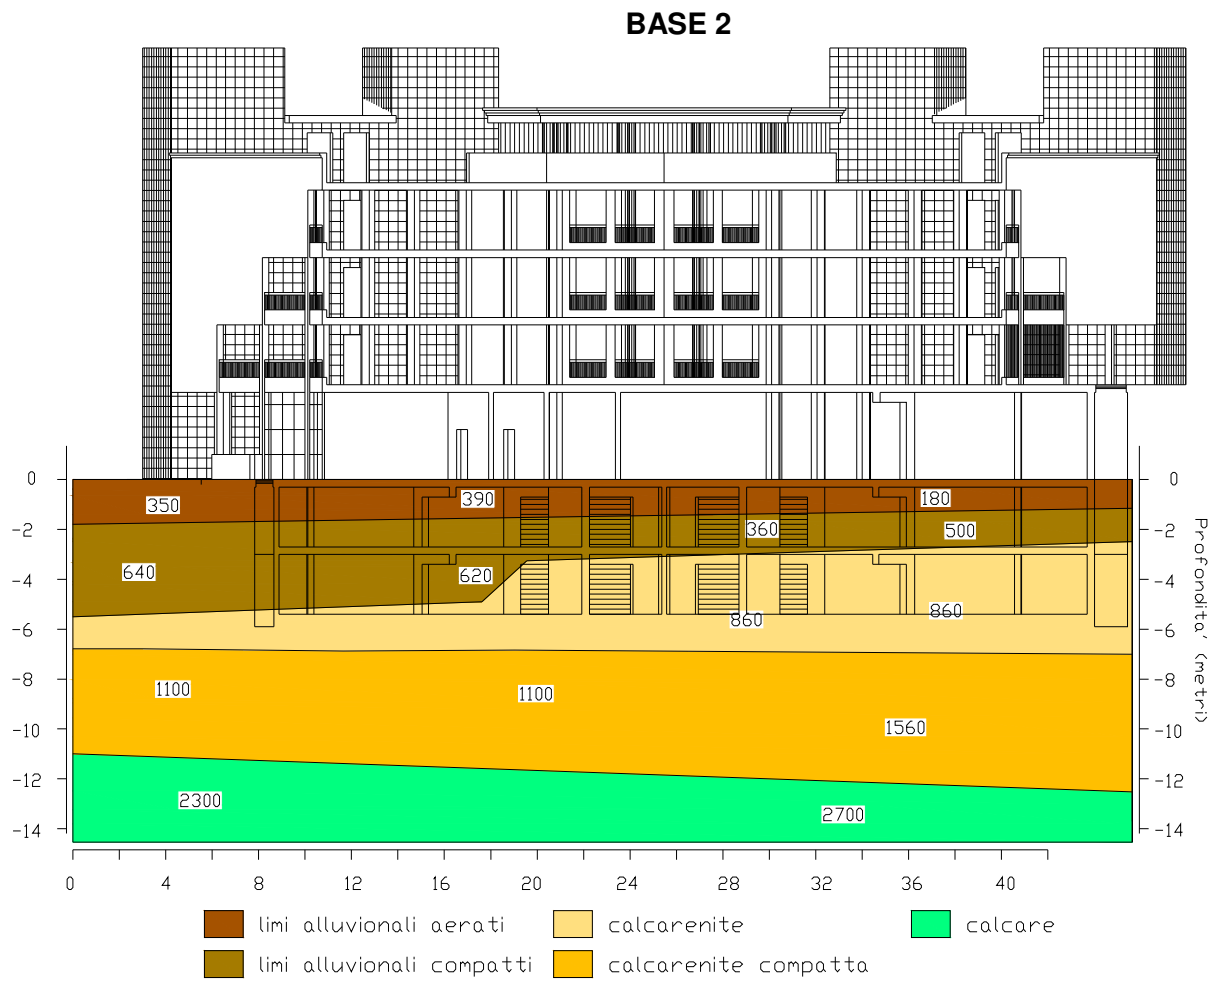 BASE 2
0 0
350 390 180
-2 360 500 -2
640 620
-4 -4
860 860
-6 -6
-8 -8
1100 1100
-10 1560 -10
-12 -12
2300 2700
-14 -14
Profondita' (metri)
0 4 8 12 16 20 24 28 32 36 40
limi alluvionali aerati calcarenite calcare
limi alluvionali compatti calcarenite compatta